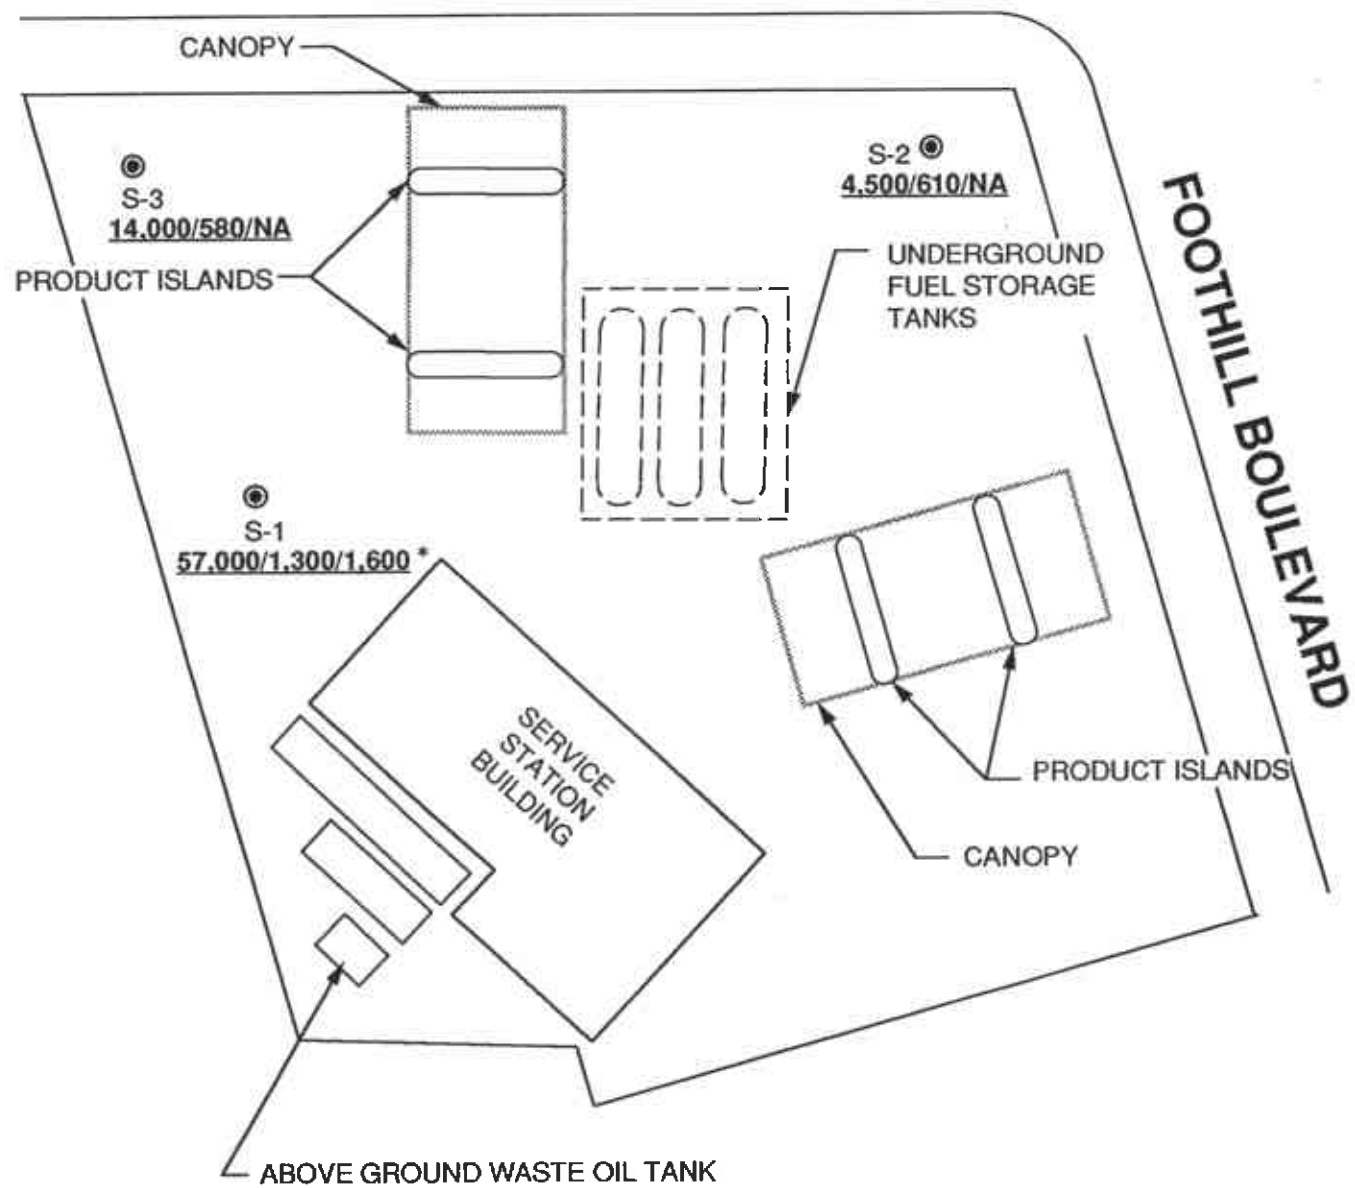 CANOPY
S-3
14,000/580/NA
PRODUCT ISLANDS
S-2
4,500/610/NA
UNDERGROUND
FUEL STORAGE
TANKS
FOOTHILL BOULEVARD
S-1
57,000/1,300/1,600 *
SERVICE
STATION
BUILDING
PRODUCT ISLANDS
CANOPY
ABOVE GROUND WASTE OIL TANK